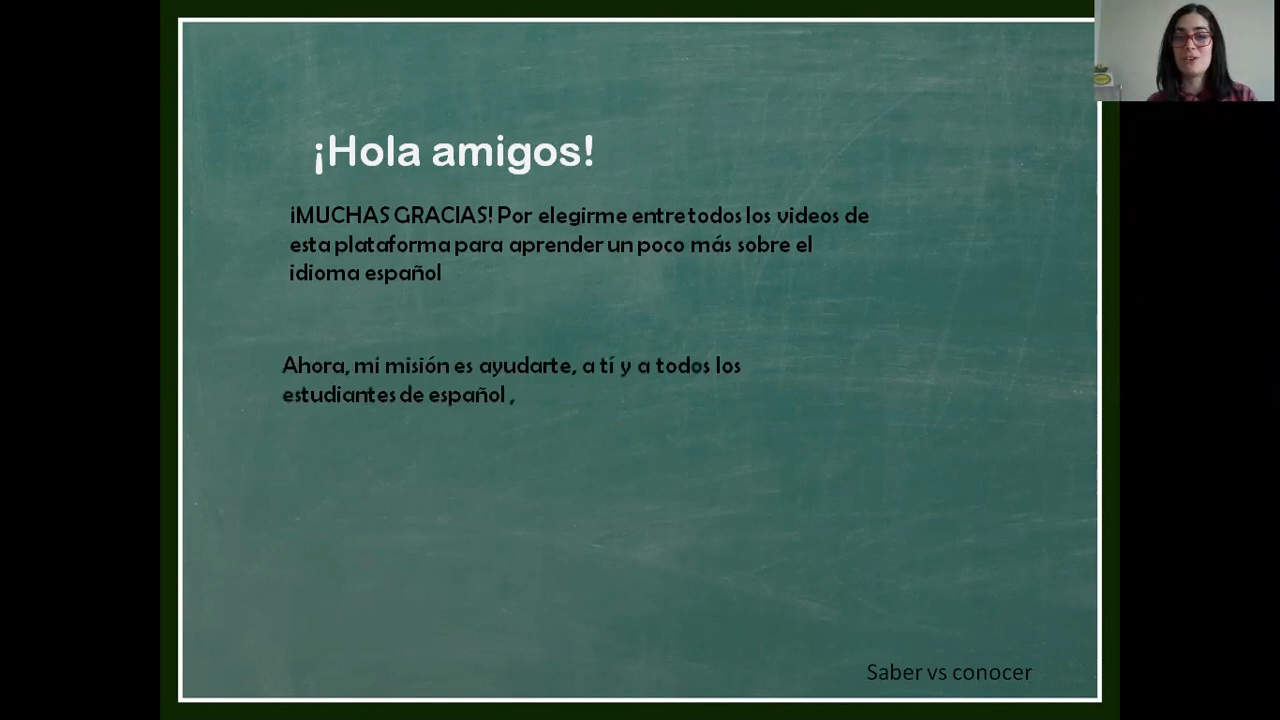 ¡Hola amigos!
¡MUCHAS GRACIAS! Por elegirme entre todos los videos de
esta plataforma para aprender un poco más sobre el
idioma español
Ahora, mi misión es ayudarte, a tí y a todos los
estudiantes de español ,
Saber vs conocer